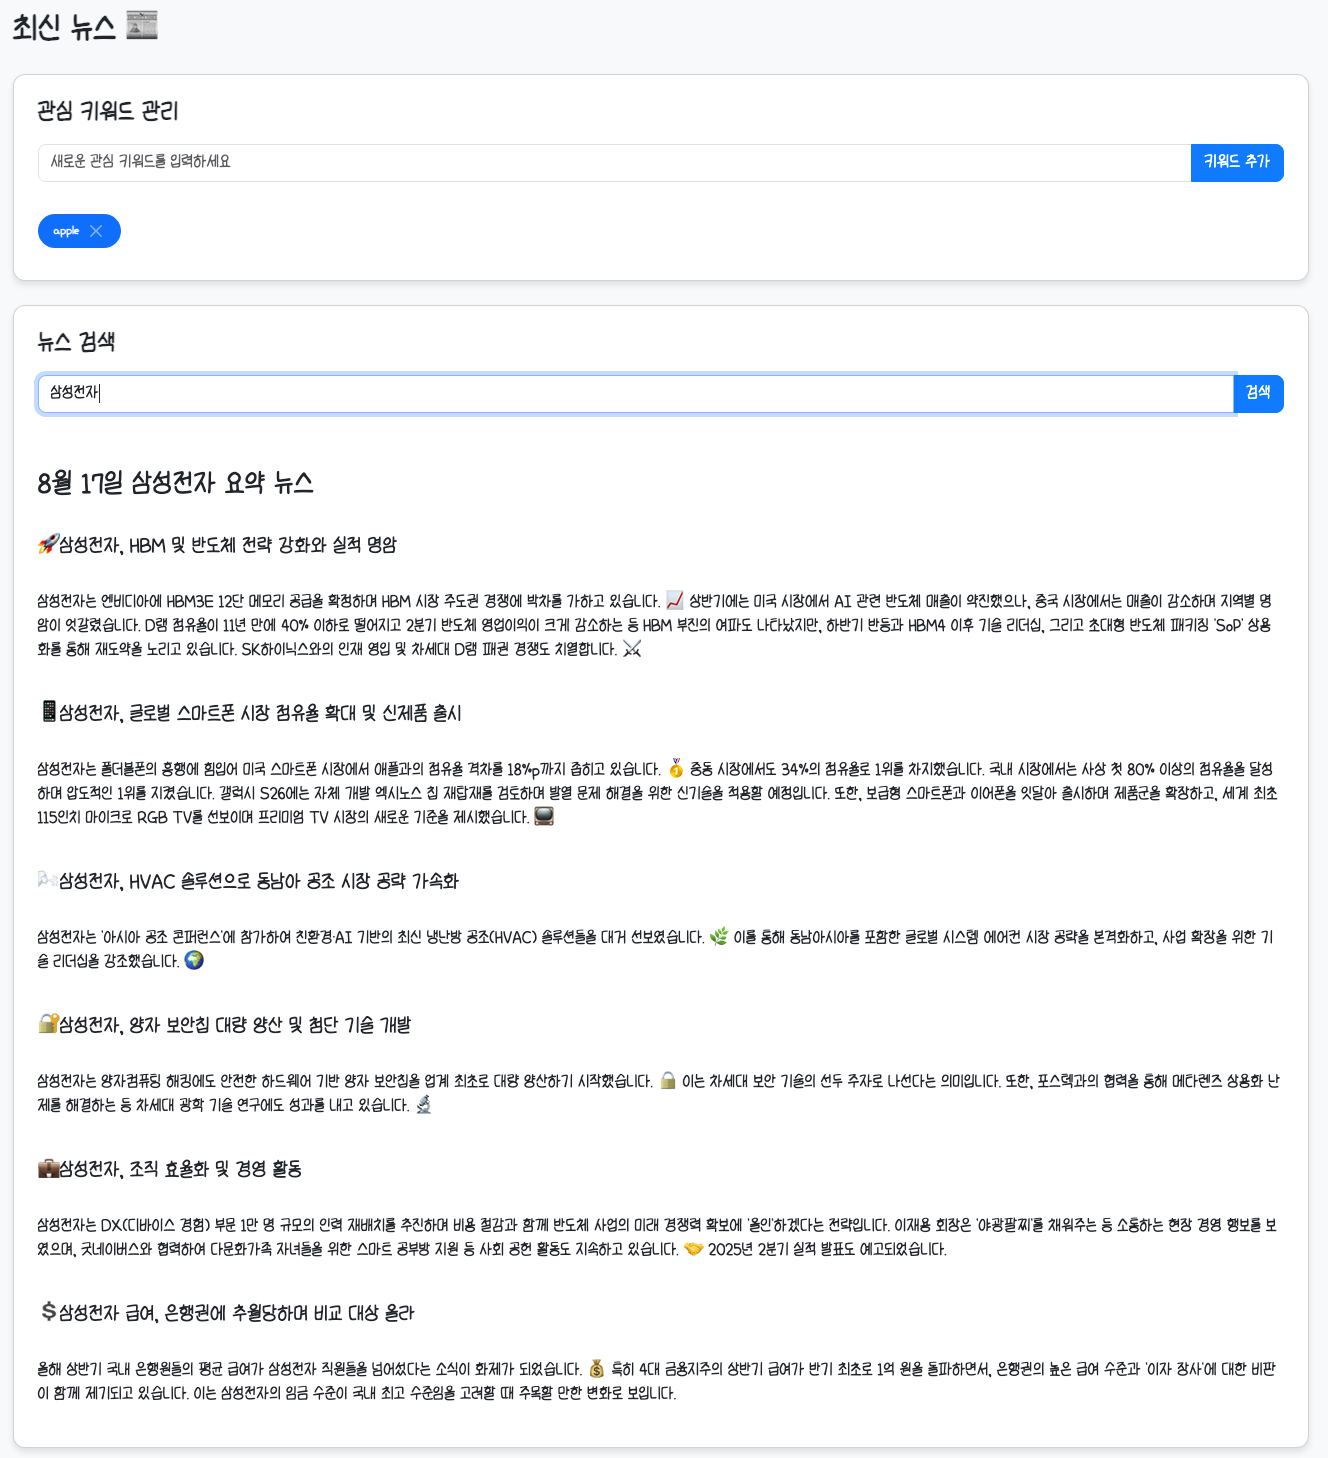 최신 뉴스
관심 키워드 관리
새로운 관심 키워드를 입력하세요
키워드 추가
apple
뉴스 검색
삼성전자
검색
8월 17일 삼성전자 요약 뉴스
🚀삼성전자, HBM 및 반도체 전략 강화와 실적 명암
삼성전자는 엔비디아에 HBM3E 12단 메모리 공급을 확정하며 HBM 시장 주도권 경쟁에 박차를 가하고 있습니다. 📈 상반기에는 미국 시장에서 AI 관련 반도체 매출이 약진했으나, 중국 시장에서는 매출이 감소하며 지역별 명
암이 엇갈렸습니다. D램 점유율이 11년 만에 40% 이하로 떨어지고 2분기 반도체 영업이익이 크게 감소하는 등 HBM 부진의 여파도 나타났지만, 하반기 반등과 HBM4 이후 기술 리더십, 그리고 초대형 반도체 패키징 'SoP' 상용
화를 통해 재도약을 노리고 있습니다. SK하이닉스와의 인재 영입 및 차세대 D램 패권 경쟁도 치열합니다. ⚔️
📱삼성전자, 글로벌 스마트폰 시장 점유율 확대 및 신제품 출시
삼성전자는 폴더블폰의 흥행에 힘입어 미국 스마트폰 시장에서 애플과의 점유율 격차를 18%p까지 좁히고 있습니다. 🥇 중동 시장에서도 34%의 점유율로 1위를 차지했습니다. 국내 시장에서는 사상 첫 80% 이상의 점유율을 달성
하며 압도적인 1위를 지켰습니다. 갤럭시 S26에는 자체 개발 엑시노스 칩 재탑재를 검토하며 발열 문제 해결을 위한 신기술을 적용할 예정입니다. 또한, 보급형 스마트폰과 이어폰을 잇달아 출시하며 제품군을 확장하고, 세계 최초
115인치 마이크로 RGB TV를 선보이며 프리미엄 TV 시장의 새로운 기준을 제시했습니다. 📺
🌬️삼성전자, HVAC 솔루션으로 동남아 공조 시장 공략 가속화
삼성전자는 '아시아 공조 콘퍼런스'에 참가하여 친환경·AI 기반의 최신 냉난방 공조(HVAC) 솔루션들을 대거 선보였습니다. 🌿 이를 통해 동남아시아를 포함한 글로벌 시스템 에어컨 시장 공략을 본격화하고, 사업 확장을 위한 기
술 리더십을 강조했습니다. 🌍
🔐삼성전자, 양자 보안칩 대량 양산 및 첨단 기술 개발
삼성전자는 양자컴퓨팅 해킹에도 안전한 하드웨어 기반 양자 보안칩을 업계 최초로 대량 양산하기 시작했습니다. 🔒 이는 차세대 보안 기술의 선두 주자로 나선다는 의미입니다. 또한, 포스텍과의 협력을 통해 메타렌즈 상용화 난
제를 해결하는 등 차세대 광학 기술 연구에도 성과를 내고 있습니다. 🔬
💼삼성전자, 조직 효율화 및 경영 활동
삼성전자는 DX(디바이스 경험) 부문 1만 명 규모의 인력 재배치를 추진하며 비용 절감과 함께 반도체 사업의 미래 경쟁력 확보에 '올인'하겠다는 전략입니다. 이재용 회장은 '야광팔찌'를 채워주는 등 소통하는 현장 경영 행보를 보
였으며, 굿네이버스와 협력하여 다문화가족 자녀들을 위한 스마트 공부방 지원 등 사회 공헌 활동도 지속하고 있습니다. 🤝 2025년 2분기 실적 발표도 예고되었습니다.
💲삼성전자 급여, 은행권에 추월당하며 비교 대상 올라
올해 상반기 국내 은행원들의 평균 급여가 삼성전자 직원들을 넘어섰다는 소식이 화제가 되었습니다. 💰 특히 4대 금융지주의 상반기 급여가 반기 최초로 1억 원을 돌파하면서, 은행권의 높은 급여 수준과 '이자 장사'에 대한 비판
이 함께 제기되고 있습니다. 이는 삼성전자의 임금 수준이 국내 최고 수준임을 고려할 때 주목할 만한 변화로 보입니다.